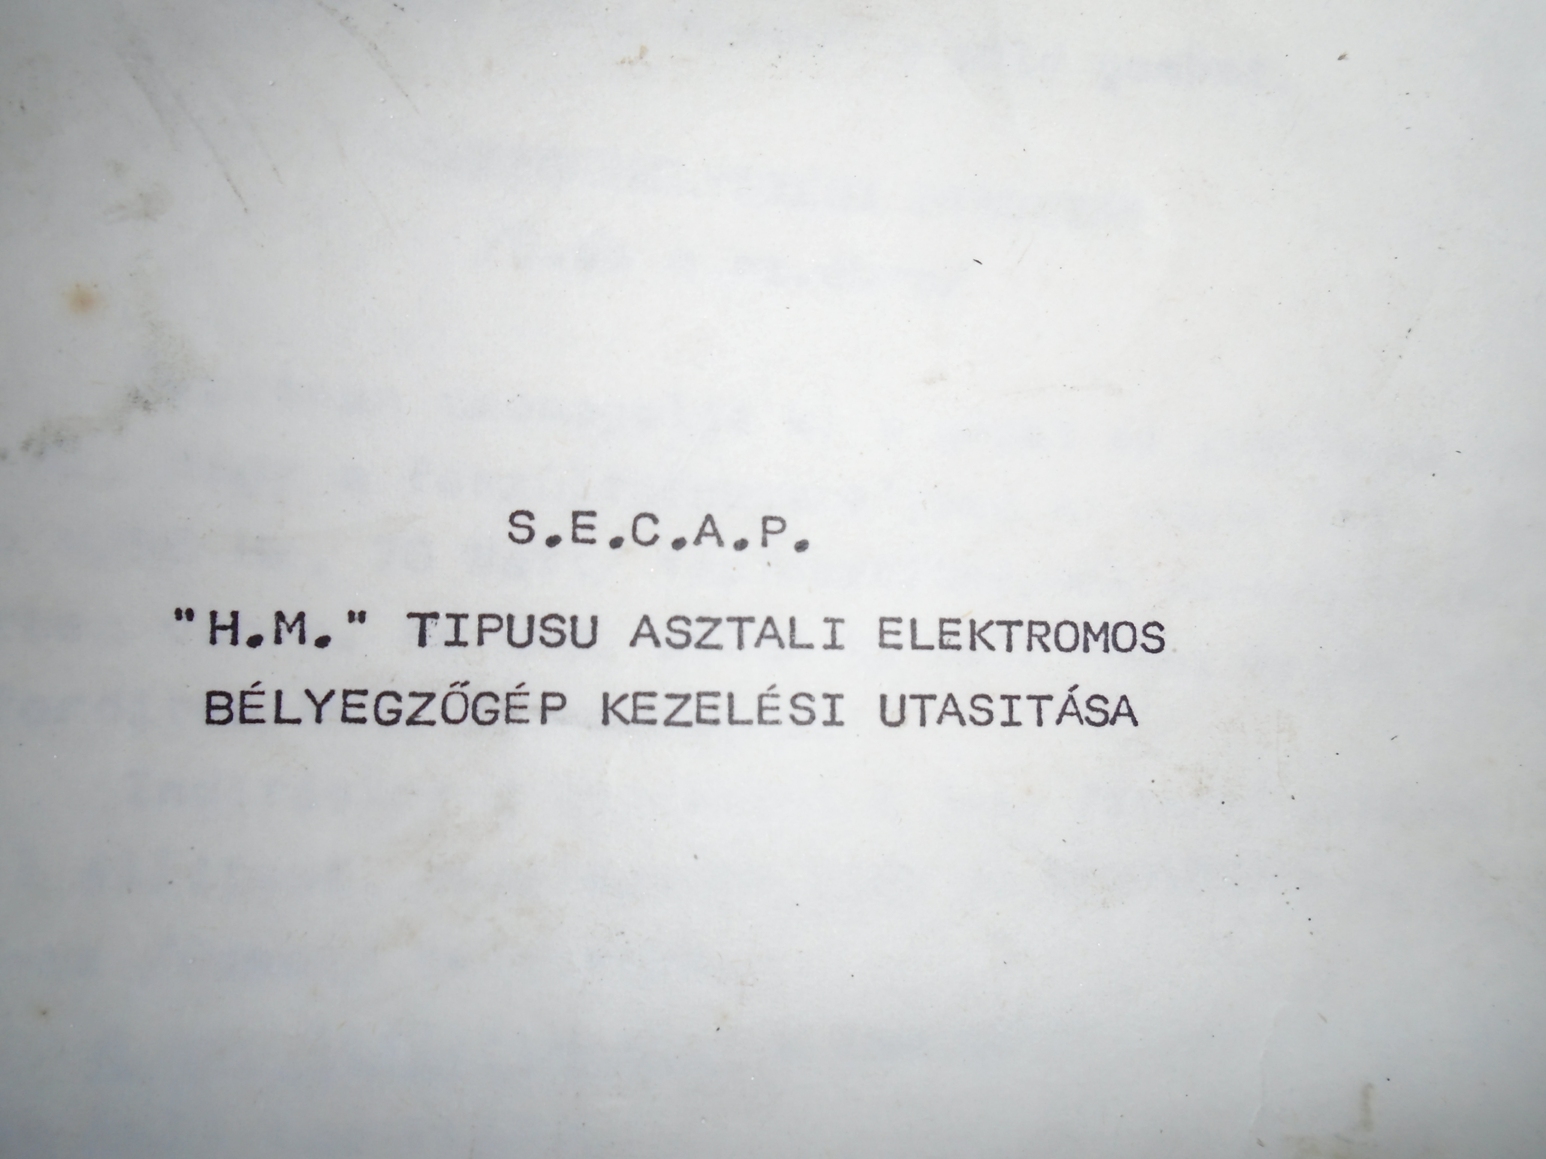 S.E.C.A.P.
"H.M." TIPUSU ASZTALI ELEKTROMOS
BÉLYEGZŐGÉP KEZELÉSI UTASITÁSA